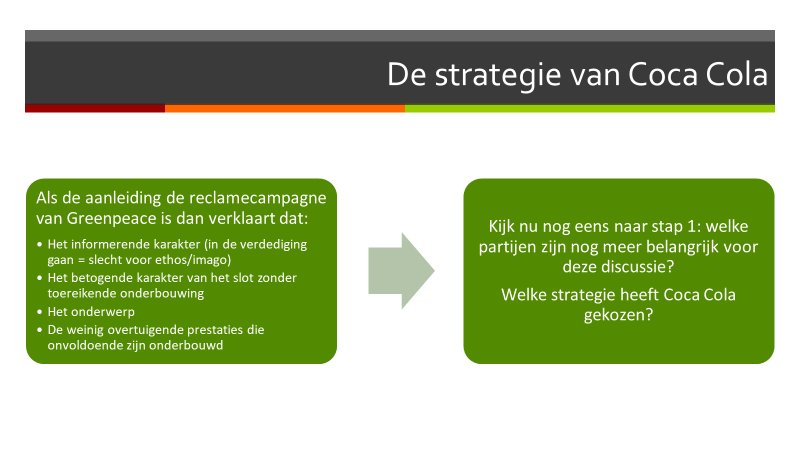 De strategie van Coca Cola
Als de aanleiding de reclamecampagne
van Greenpeace is dan verklaart dat:
• Het informerende karakter (in de verdediging
gaan = slecht voor ethos/imago)
• Het betogende karakter van het slot zonder
toereikende onderbouwing
• Het onderwerp
• De weinig overtuigende prestaties die
onvoldoende zijn onderbouwd
Kijk nu nog eens naar stap 1: welke
partijen zijn nog meer belangrijk voor
deze discussie?
Welke strategie heeft Coca Cola
gekozen?